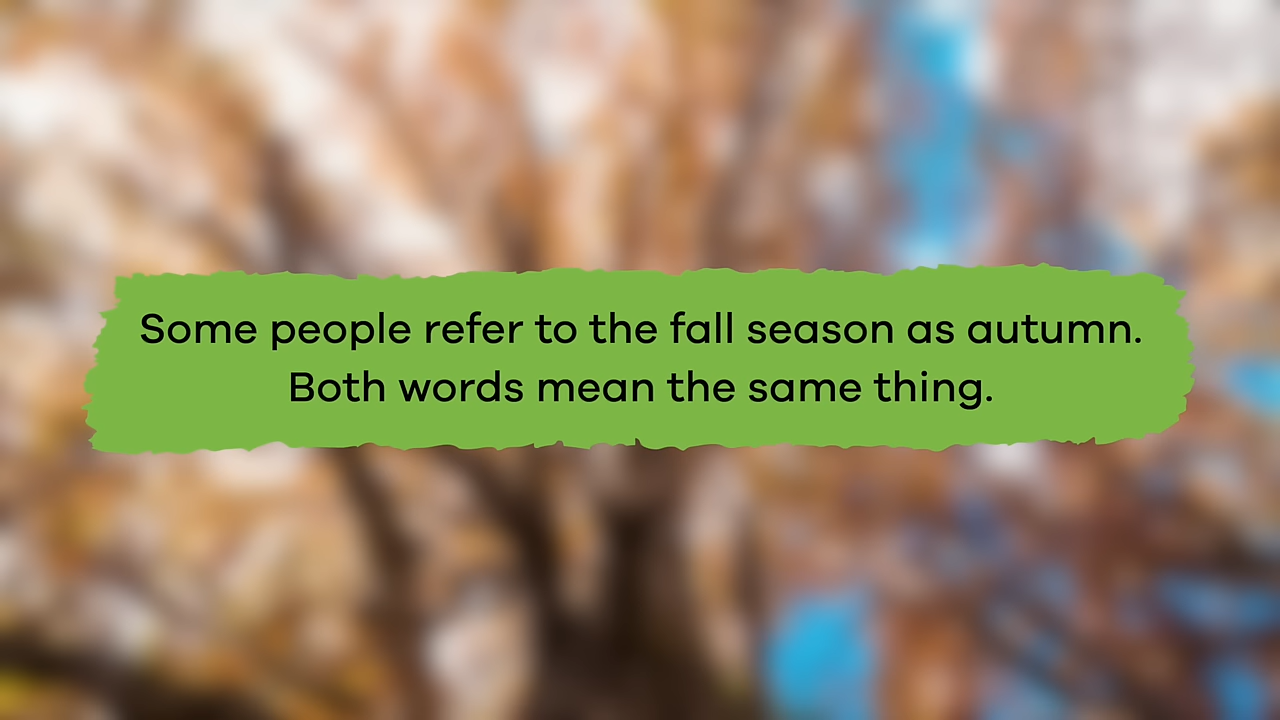 Some people refer to the fall season as autumn.
Both words mean the same thing.